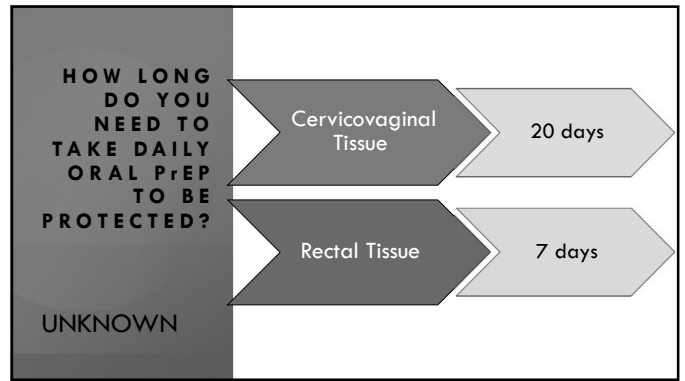 HOW LONG
DO YOU
NEED TO
TAKE DAILY
ORAL PrEP
TO BE
PROTECTED?
UNKNOWN
Cervicovaginal
Tissue
20 days
Rectal Tissue
7 days